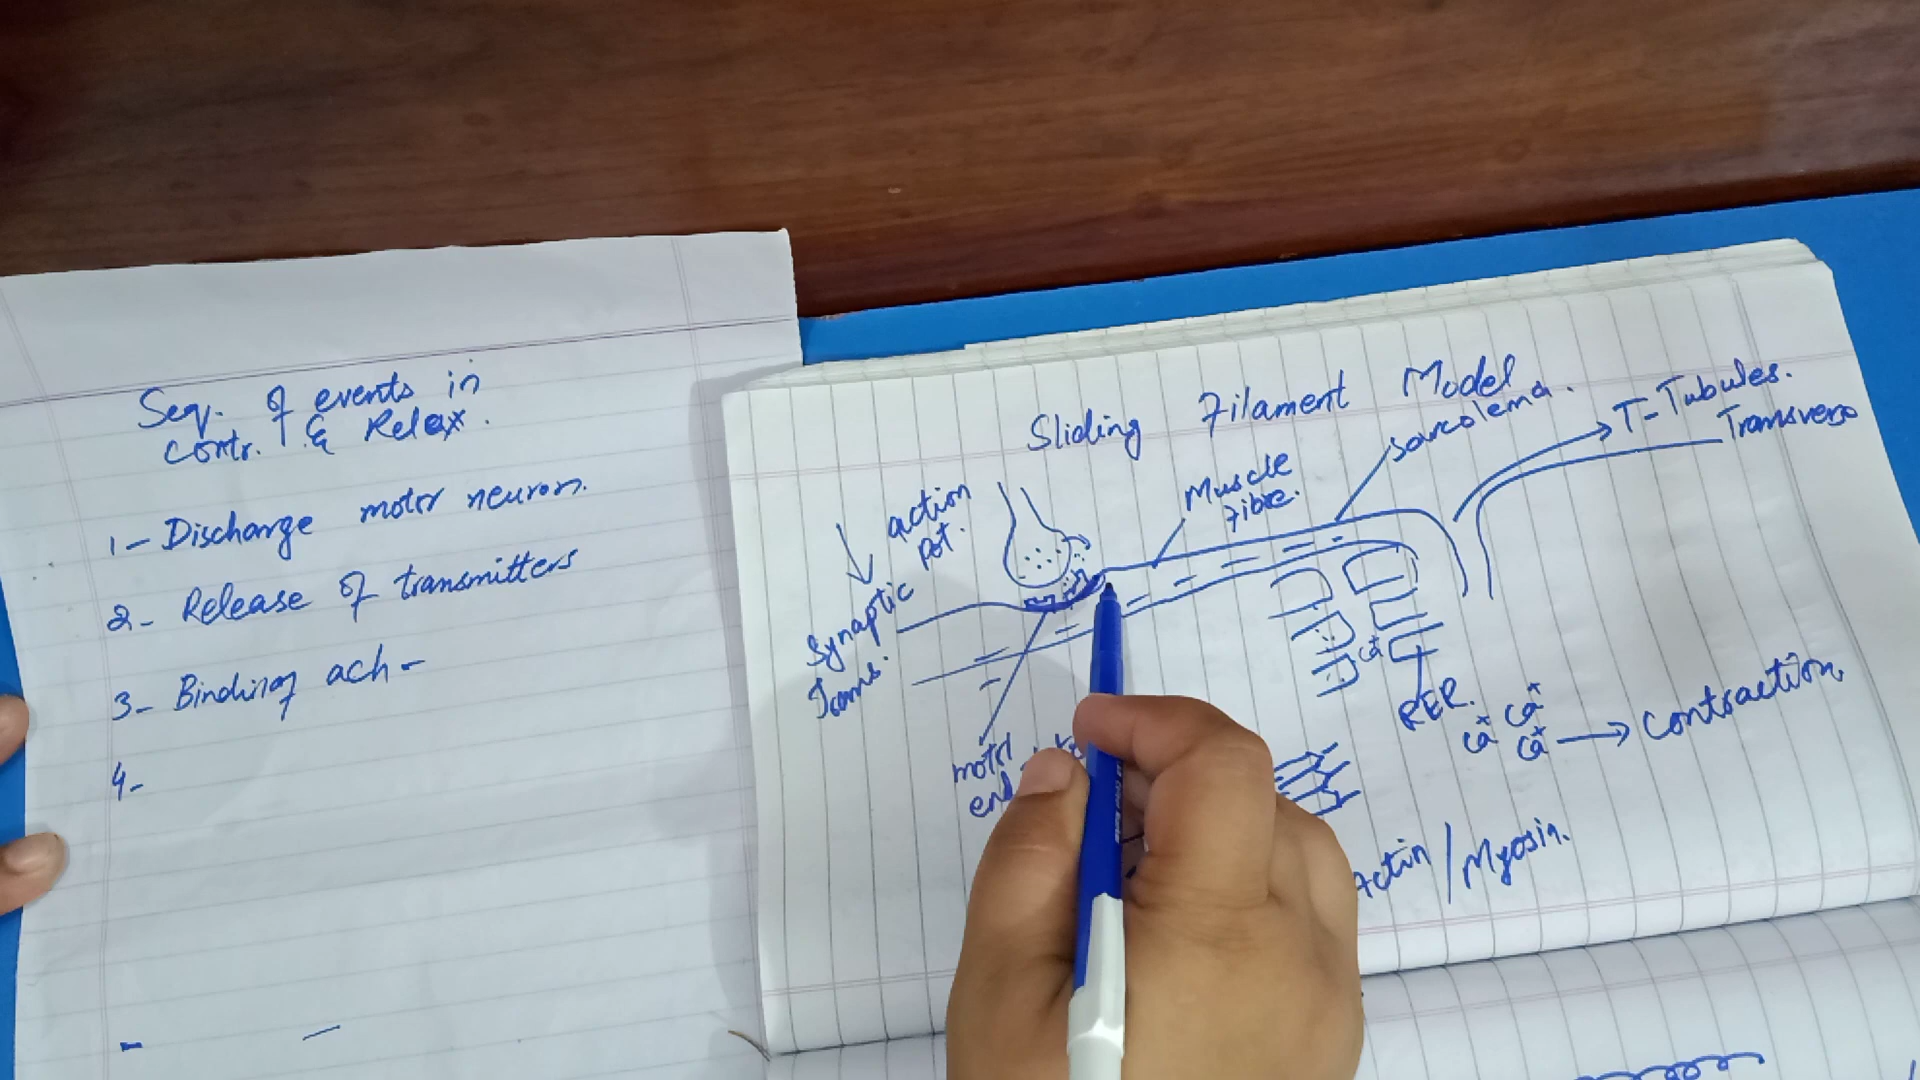 Seq. of events in
contr. & Relax.
1- Discharge motor neuron.
2- Release of transmitters
3- Binding ach -
4-
Sliding Filament Model
sarcolema.
T-Tubules.
Transverse
Muscle
fibre.
action
pot.
Synaptic
Trans.
motor
end
Ca+
RER.
Ca+ Ca+
Ca+ → contraction.
Actin / Myosin.